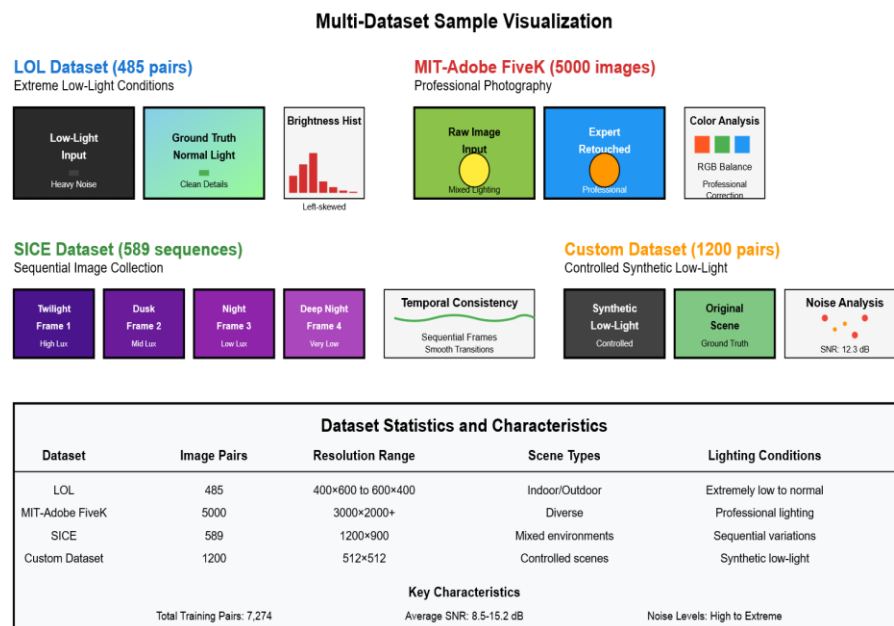 Multi-Dataset Sample Visualization
LOL Dataset (485 pairs)
Extreme Low-Light Conditions
Low-Light
Input
Heavy Noise
Ground Truth
Normal Light
Clean Details
Brightness Hist
Left-skewed
MIT-Adobe FiveK (5000 images)
Professional Photography
Raw Image
Input
Mixed Lighting
Expert
Retouched
Professional
Color Analysis
RGB Balance
Professional
Correction
SICE Dataset (589 sequences)
Sequential Image Collection
Twilight
Frame 1
High Lux
Dusk
Frame 2
Mid Lux
Night
Frame 3
Low Lux
Deep Night
Frame 4
Very Low
Temporal Consistency
Sequential Frames
Smooth Transitions
Custom Dataset (1200 pairs)
Controlled Synthetic Low-Light
Synthetic
Low-Light
Controlled
Original
Scene
Ground Truth
Noise Analysis
SNR: 12.3 dB
Dataset Statistics and Characteristics
Dataset Image Pairs Resolution Range Scene Types Lighting Conditions
LOL 485 400×600 to 600×400 Indoor/Outdoor Extremely low to normal
MIT-Adobe FiveK 5000 3000×2000+ Diverse Professional lighting
SICE 589 1200×900 Mixed environments Sequential variations
Custom Dataset 1200 512×512 Controlled scenes Synthetic low-light
Key Characteristics
Total Training Pairs: 7,274 Average SNR: 8.5-15.2 dB Noise Levels: High to Extreme